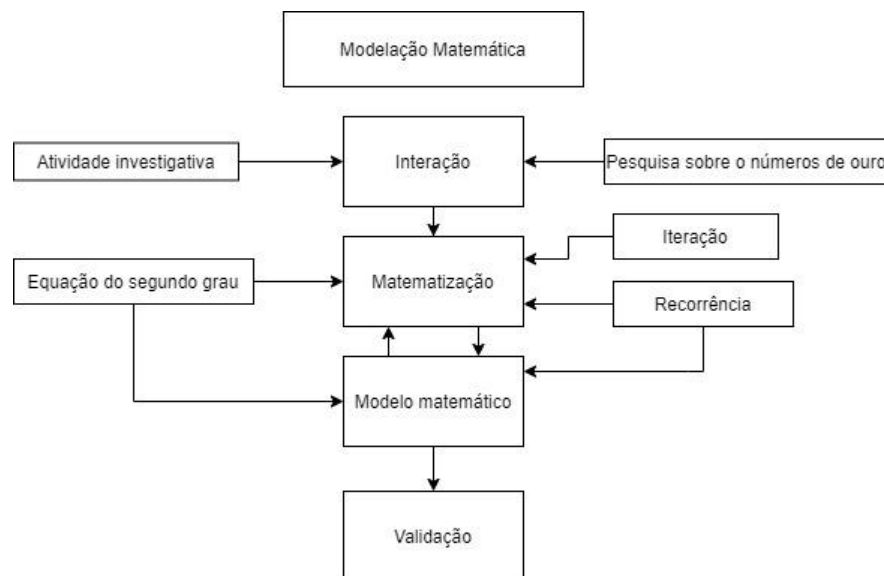 Modelação Matemática
Atividade investigativa
Interação
Pesquisa sobre o números de ouro
Iteração
Equação do segundo grau
Matematização
Recorrência
Modelo matemático
Validação